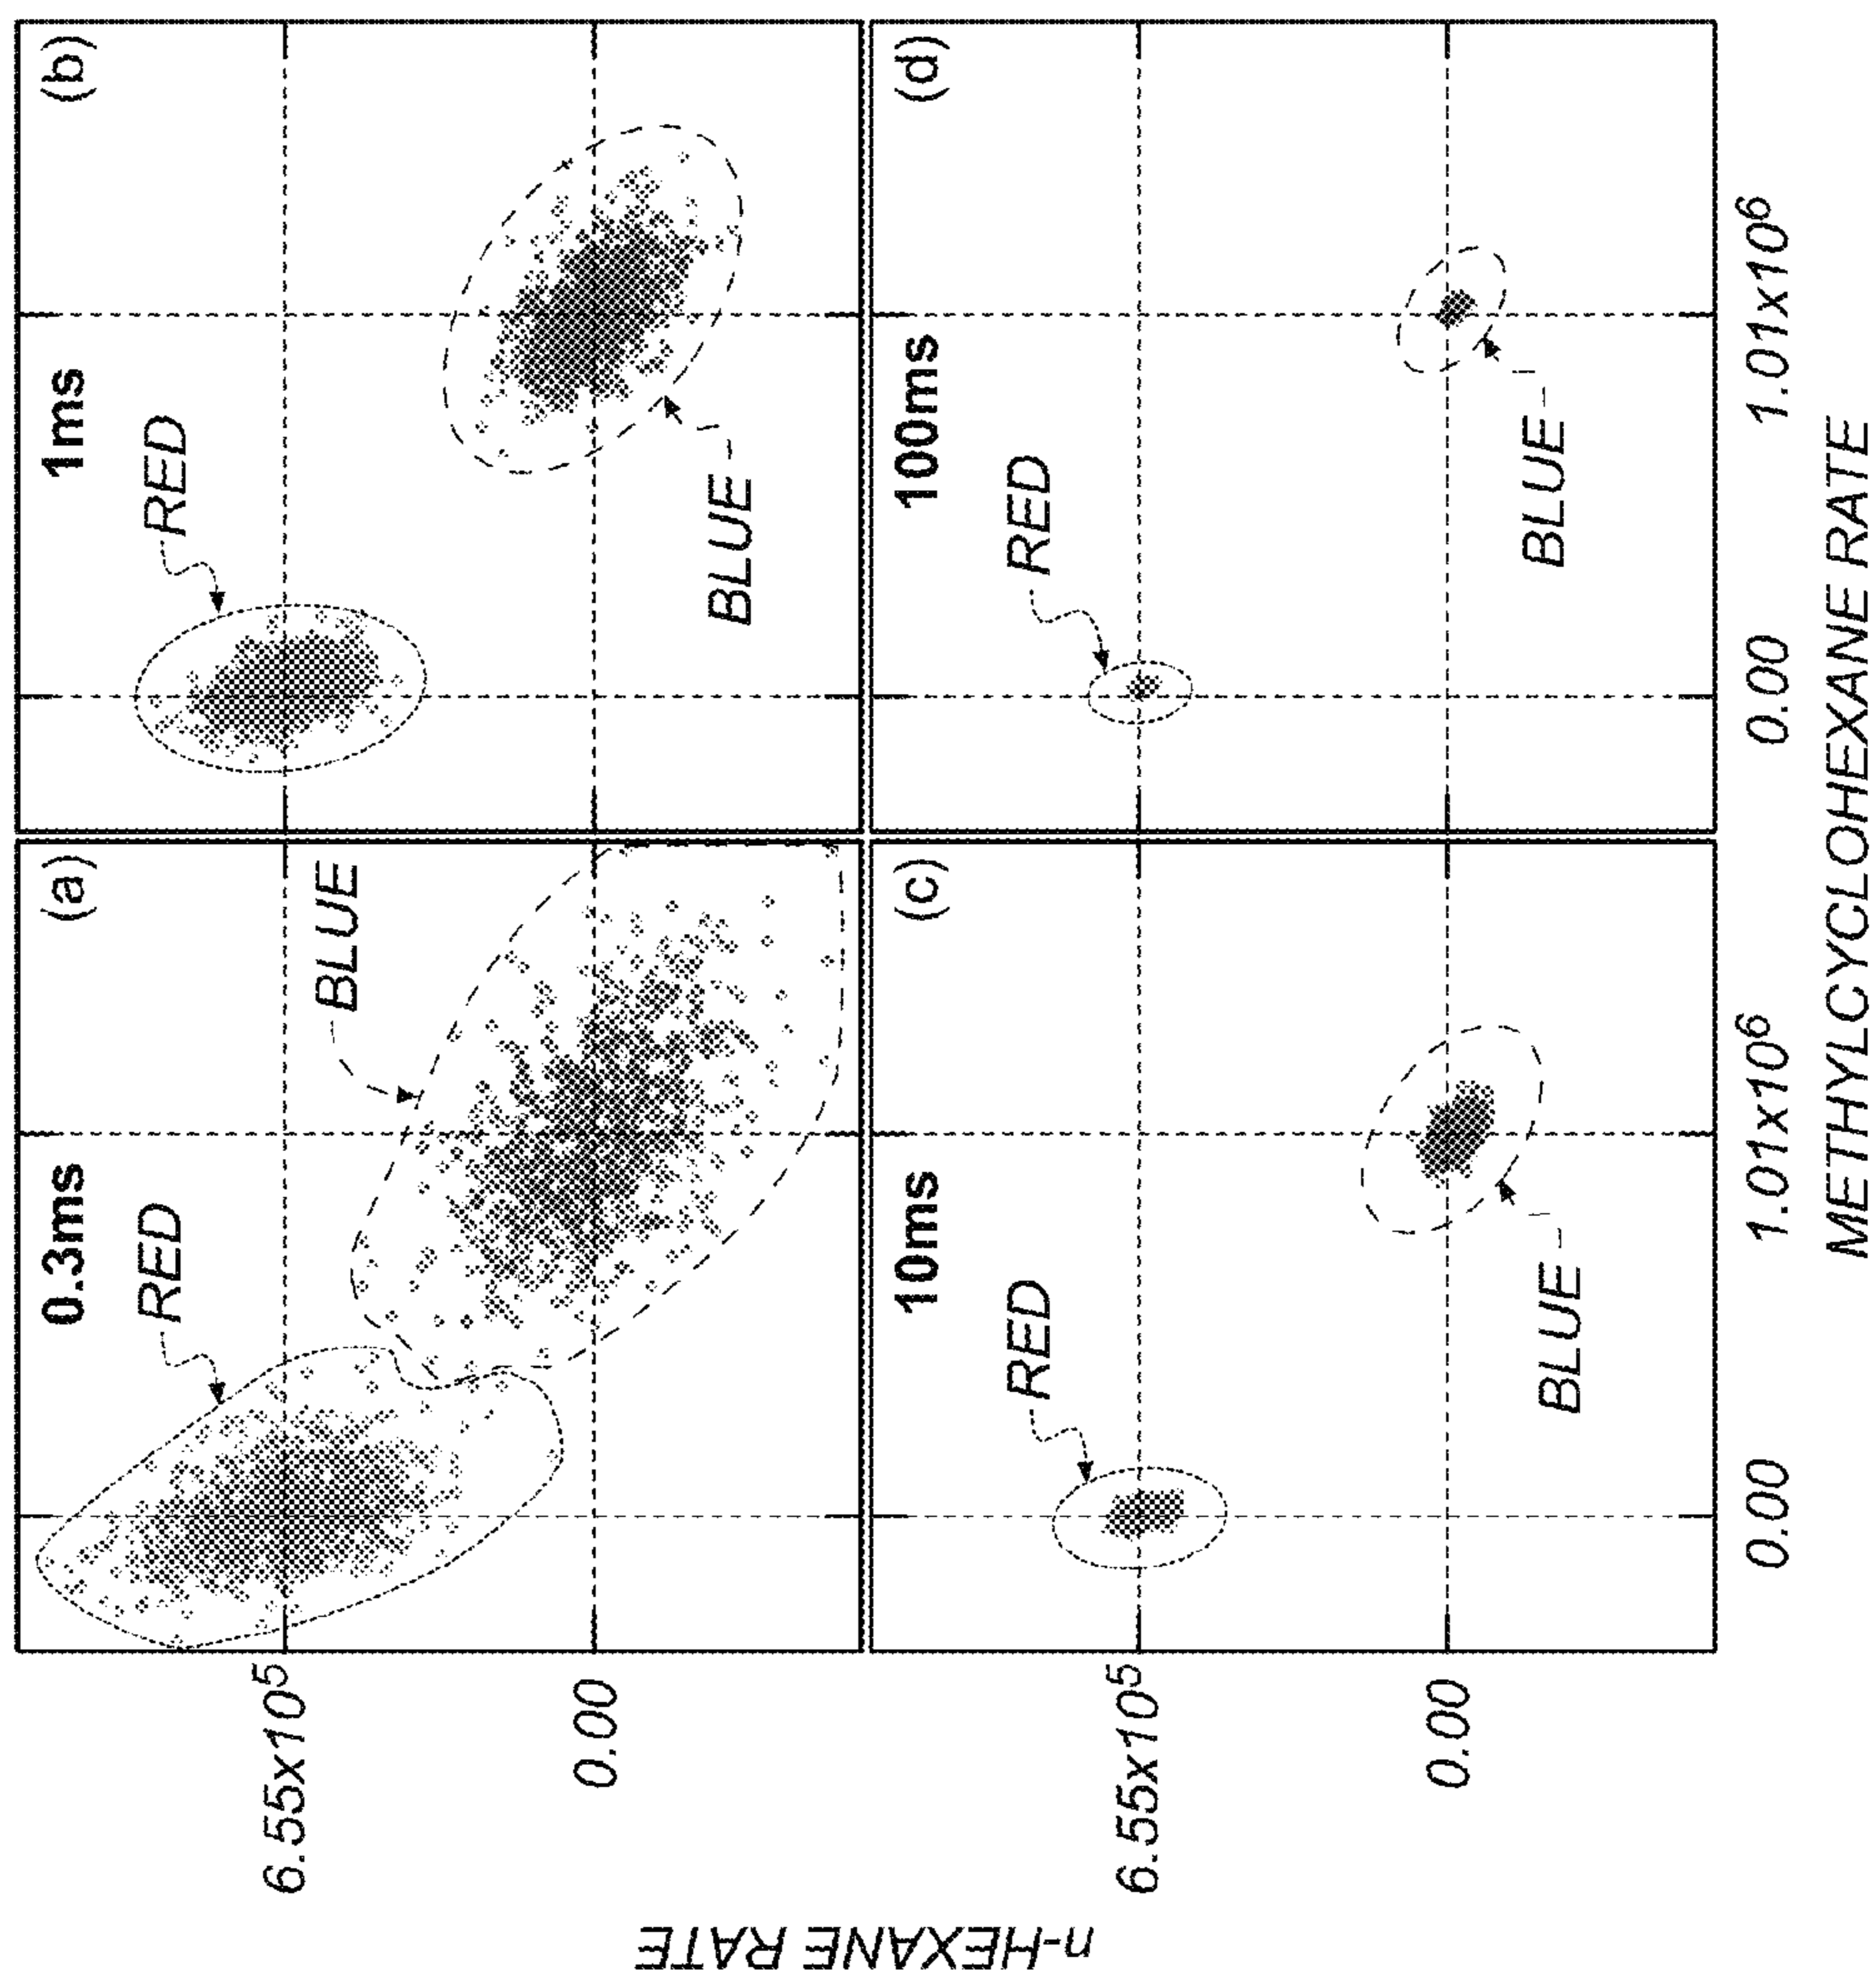 0.3ms
(a)
RED
BLUE
1ms
(b)
RED
BLUE
6.55x10⁵
0.00
10ms
(c)
RED
BLUE
100ms
(d)
RED
BLUE
6.55x10⁵
0.00
0.00
1.01x10⁶
0.00
1.01x10⁶
n-HEXANE RATE
METHYLCYCLOHEXANE RATE